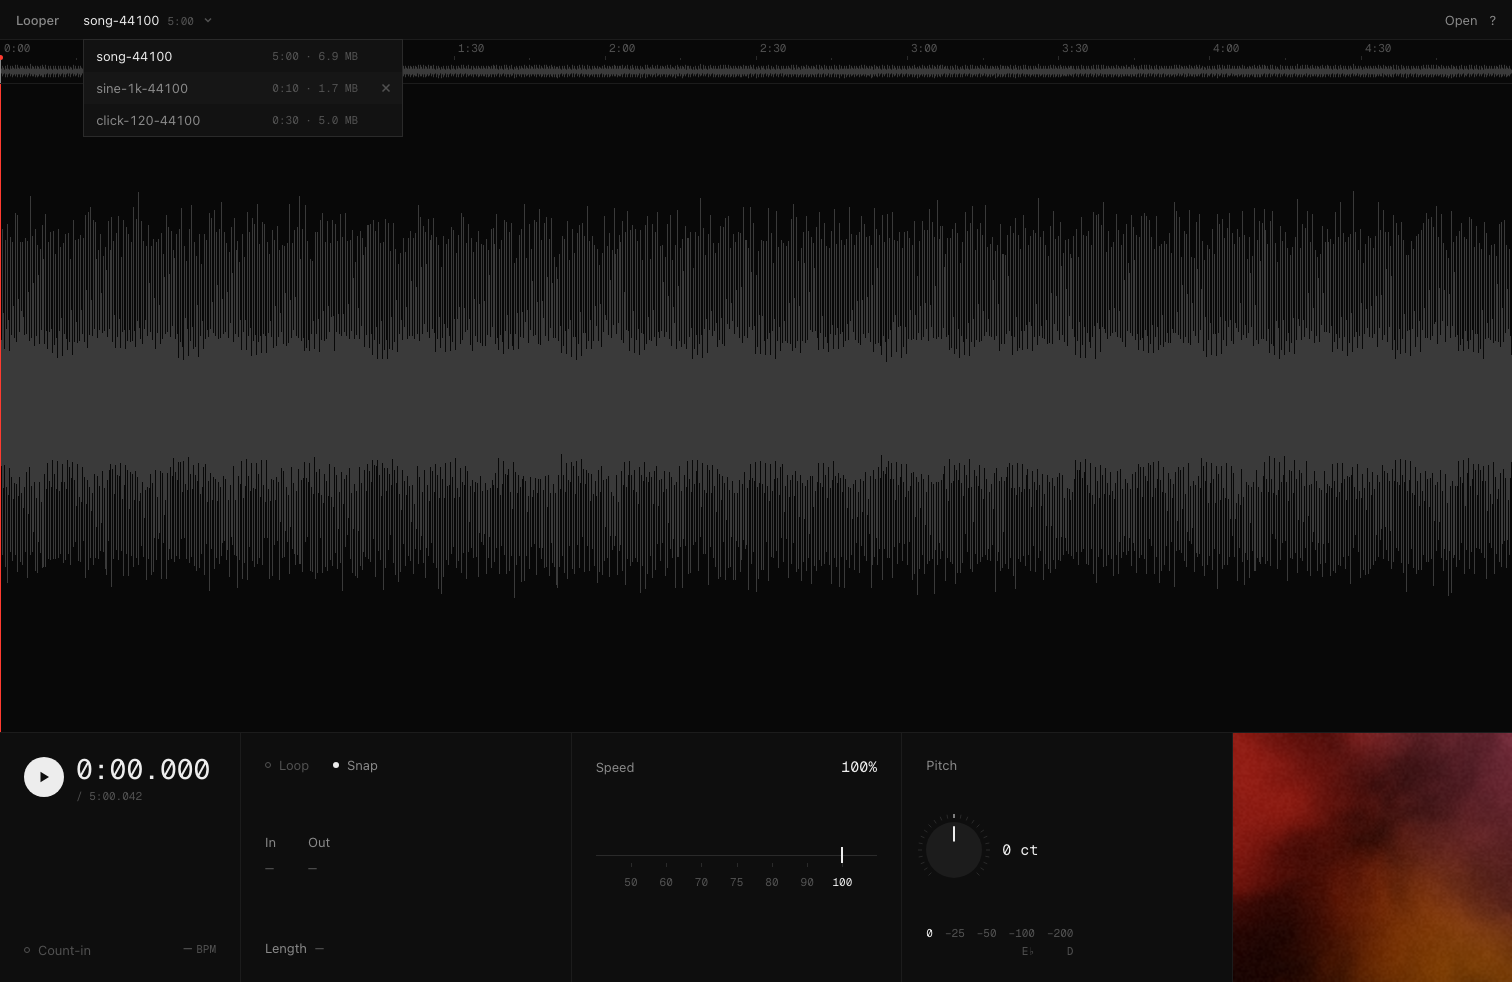 Looper song-44100 5:00 Open ?
0:00 1:30 2:00 2:30 3:00 3:30 4:00 4:30
song-44100 5:00 · 6.9 MB
sine-1k-44100 0:10 · 1.7 MB ×
click-120-44100 0:30 · 5.0 MB
0:00.000
/ 5:00.042
Count-in — BPM
Loop Snap
In Out
— —
Length —
Speed 100%
50 60 70 75 80 90 100
Pitch
0 ct
0 −25 −50 −100 −200
E♭ D